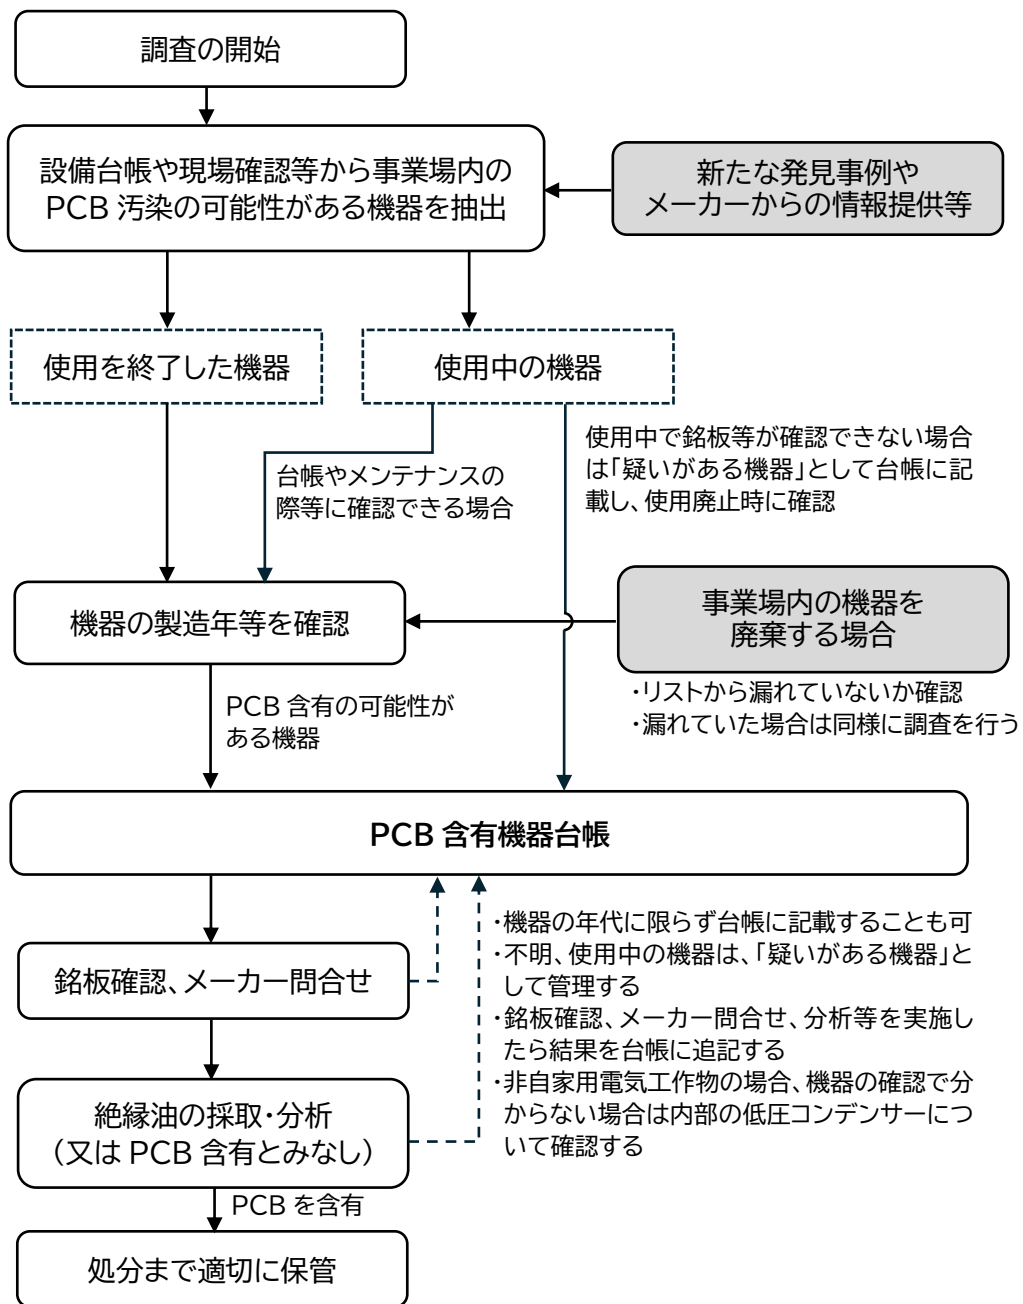 調査の開始
設備台帳や現場確認等から事業場内の
PCB 汚染の可能性がある機器を抽出
新たな発見事例や
メーカーからの情報提供等
使用を終了した機器
使用中の機器
台帳やメンテナンスの
際等に確認できる場合
使用中で銘板等が確認できない場合
は「疑いがある機器」として台帳に記
載し、使用廃止時に確認
機器の製造年等を確認
事業場内の機器を
廃棄する場合
・リストから漏れていないか確認
・漏れていた場合は同様に調査を行う
PCB 含有の可能性が
ある機器
PCB 含有機器台帳
・機器の年代に限らず台帳に記載することも可
・不明、使用中の機器は、「疑いがある機器」と
して管理する
・銘板確認、メーカー問合せ、分析等を実施し
たら結果を台帳に追記する
・非自家用電気工作物の場合、機器の確認で分
からない場合は内部の低圧コンデンサーにつ
いて確認する
銘板確認、メーカー問合せ
絶縁油の採取・分析
（又は PCB 含有とみなし）
PCB を含有
処分まで適切に保管